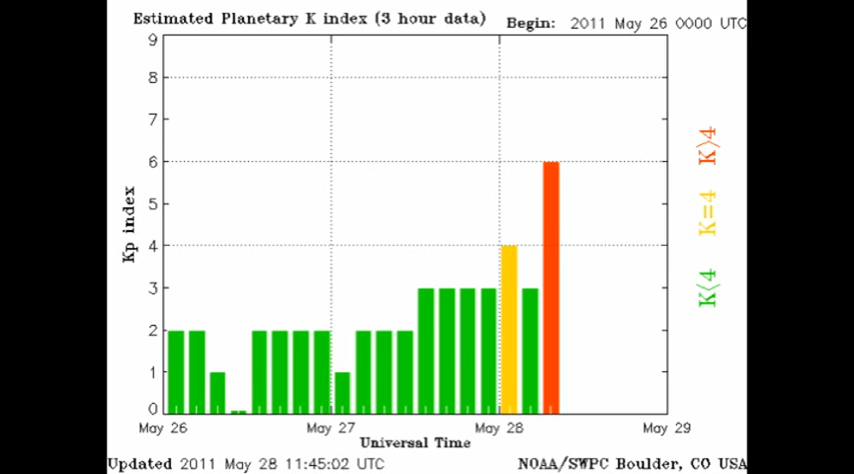 Estimated Planetary K index (3 hour data)
Begin: 2011 May 26 0000 UTC
9
8
7
6
5
4
3
2
1
0
Kp index
May 26
May 27
May 28
May 29
Universal Time
K>4
K=4
K<4
Updated 2011 May 28 11:45:02 UTC
NOAA/SWPC Boulder, CO USA